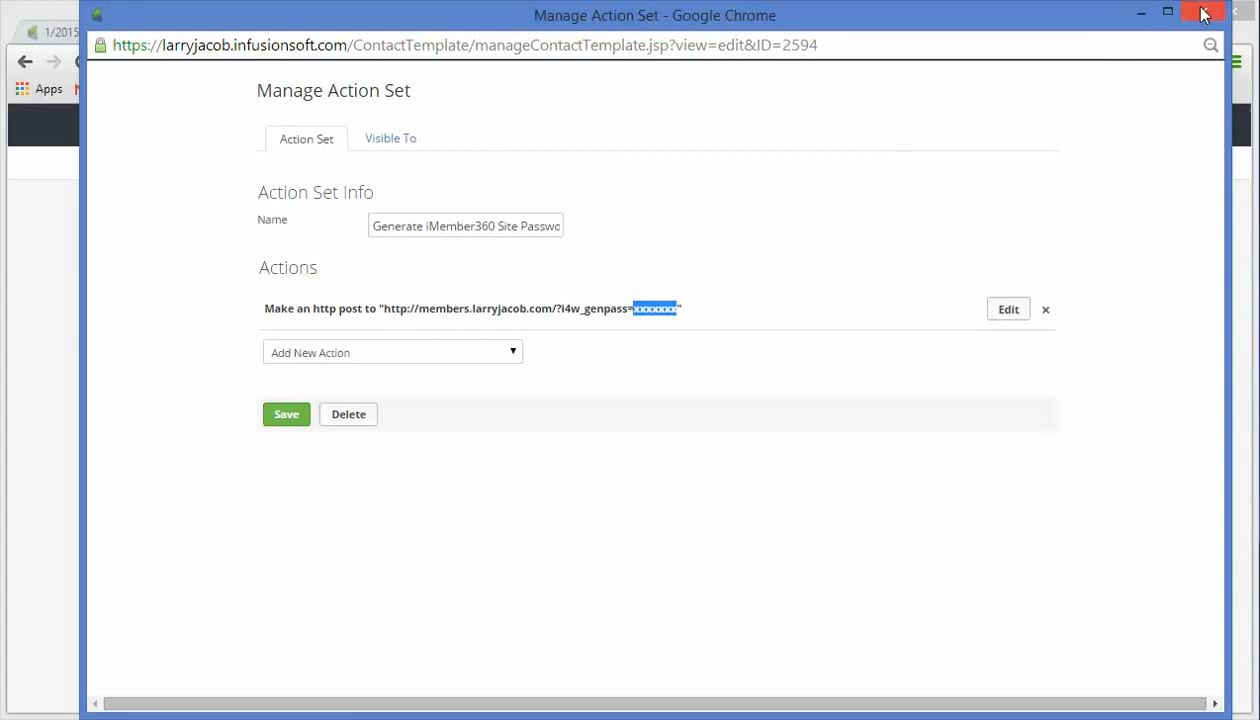 Manage Action Set - Google Chrome
1/2015
https://larryjacob.infusionsoft.com/ContactTemplate/manageContactTemplate.jsp?view=edit&ID=2594
Apps
Manage Action Set
Action Set
Visible To
Action Set Info
Name
Generate iMember360 Site Passwo
Actions
Make an http post to "http://members.larryjacob.com/?i4w_genpass=xxxxxxx"
Edit
Add New Action
Save
Delete